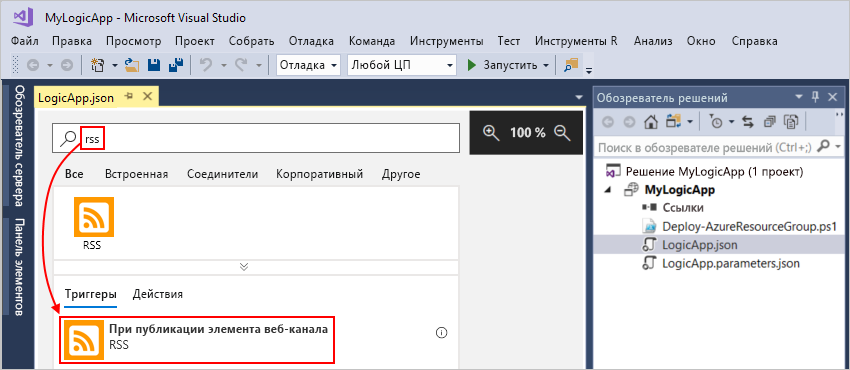 MyLogicApp - Microsoft Visual Studio
Файл Правка Просмотр Проект Собрать Отладка Команда Инструменты Тест Инструменты R Анализ Окно Справка
Отладка Любой ЦП Запустить
Обозреватель сервера
Панель элементов
LogicApp.json
rss
100 %
Все Встроенная Соединители Корпоративный Другое
RSS
Триггеры Действия
При публикации элемента веб-канала
RSS
Обозреватель решений
Поиск в обозревателе решений (Ctrl+;)
Решение MyLogicApp (1 проект)
MyLogicApp
Ссылки
Deploy-AzureResourceGroup.ps1
LogicApp.json
LogicApp.parameters.json